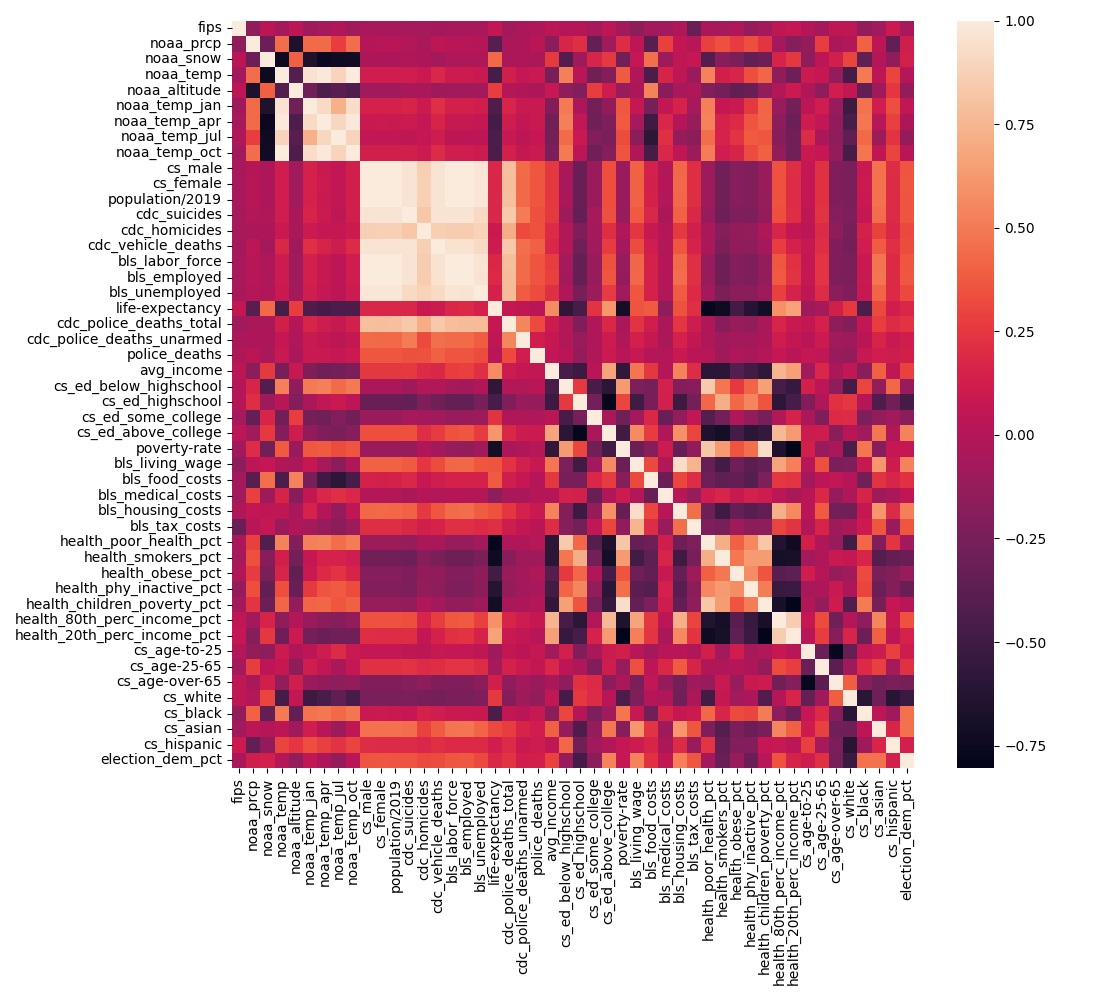 fips
noaa_prcp
noaa_snow
noaa_temp
noaa_altitude
noaa_temp_jan
noaa_temp_apr
noaa_temp_jul
noaa_temp_oct
cs_male
cs_female
population/2019
cdc_suicides
cdc_homicides
cdc_vehicle_deaths
bls_labor_force
bls_employed
bls_unemployed
life-expectancy
cdc_police_deaths_total
cdc_police_deaths_unarmed
police_deaths
avg_income
cs_ed_below_highschool
cs_ed_highschool
cs_ed_some_college
cs_ed_above_college
poverty-rate
bls_living_wage
bls_food_costs
bls_medical_costs
bls_housing_costs
bls_tax_costs
health_poor_health_pct
health_smokers_pct
health_obese_pct
health_phy_inactive_pct
health_children_poverty_pct
health_80th_perc_income_pct
health_20th_perc_income_pct
cs_age-to-25
cs_age-25-65
cs_age-over-65
cs_white
cs_black
cs_asian
cs_hispanic
election_dem_pct
fips
noaa_prcp
noaa_snow
noaa_temp
noaa_altitude
noaa_temp_jan
noaa_temp_apr
noaa_temp_jul
noaa_temp_oct
cs_male
cs_female
population/2019
cdc_suicides
cdc_homicides
cdc_vehicle_deaths
bls_labor_force
bls_employed
bls_unemployed
life-expectancy
cdc_police_deaths_total
cdc_police_deaths_unarmed
police_deaths
avg_income
cs_ed_below_highschool
cs_ed_highschool
cs_ed_some_college
cs_ed_above_college
poverty-rate
bls_living_wage
bls_food_costs
bls_medical_costs
bls_housing_costs
bls_tax_costs
health_poor_health_pct
health_smokers_pct
health_obese_pct
health_phy_inactive_pct
health_children_poverty_pct
health_80th_perc_income_pct
health_20th_perc_income_pct
cs_age-to-25
cs_age-25-65
cs_age-over-65
cs_white
cs_black
cs_asian
cs_hispanic
election_dem_pct
1.00
0.75
0.50
0.25
0.00
−0.25
−0.50
−0.75